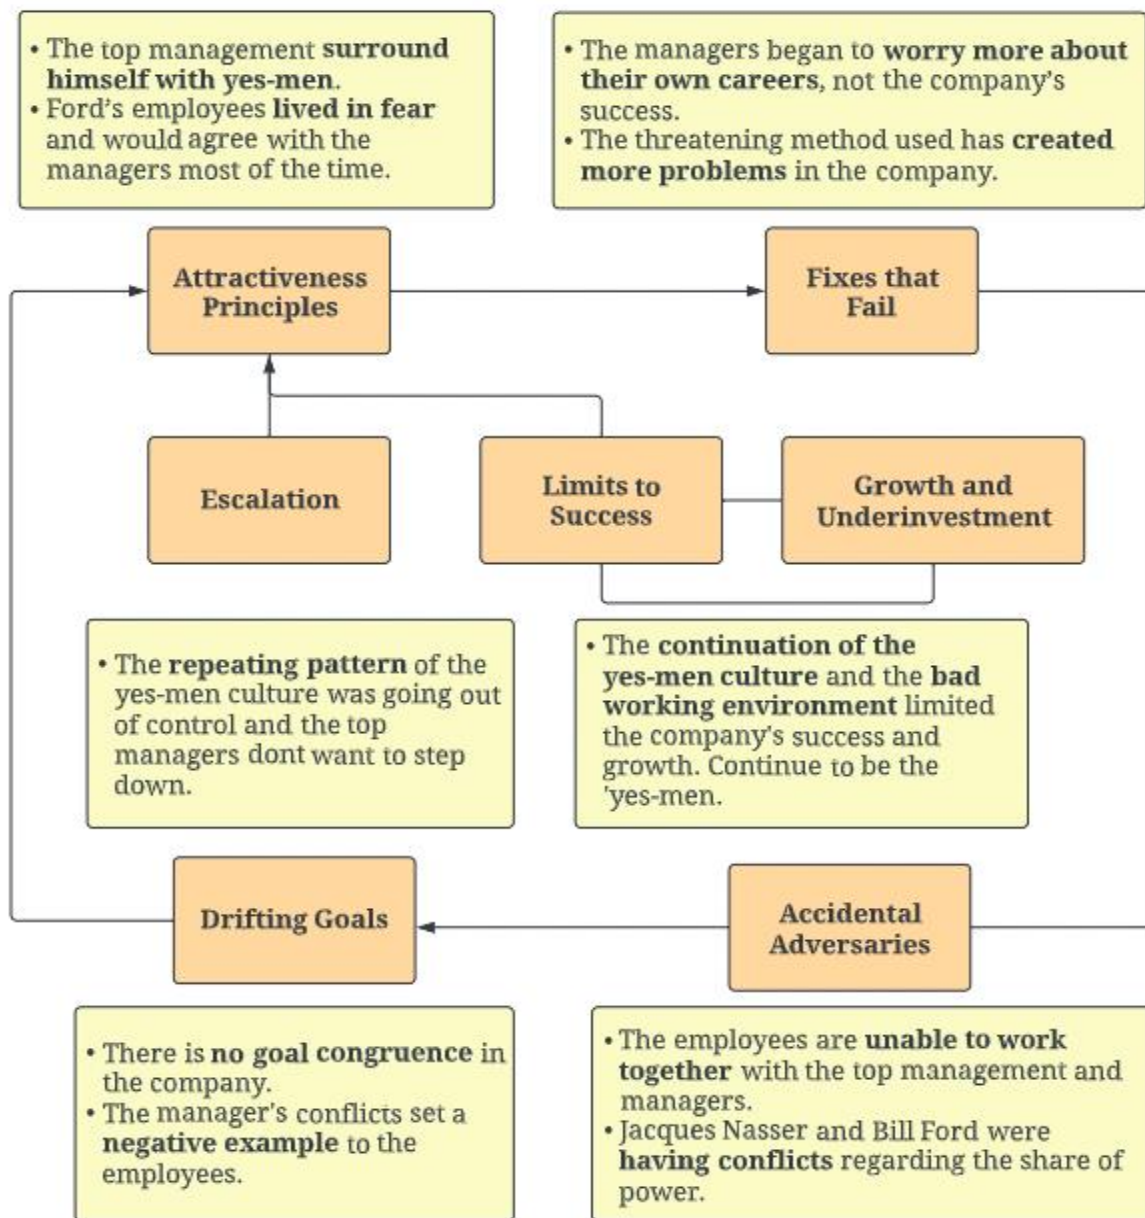 • The top management surround
himself with yes-men.
• Ford's employees lived in fear
and would agree with the
managers most of the time.
• The managers began to worry more about
their own careers, not the company's
success.
• The threatening method used has created
more problems in the company.
Attractiveness
Principles
Fixes that
Fail
Escalation
Limits to
Success
Growth and
Underinvestment
• The repeating pattern of the
yes-men culture was going out
of control and the top
managers dont want to step
down.
• The continuation of the
yes-men culture and the bad
working environment limited
the company's success and
growth. Continue to be the
'yes-men.
Drifting Goals
Accidental
Adversaries
• There is no goal congruence in
the company.
• The manager's conflicts set a
negative example to the
employees.
• The employees are unable to work
together with the top management and
managers.
• Jacques Nasser and Bill Ford were
having conflicts regarding the share of
power.